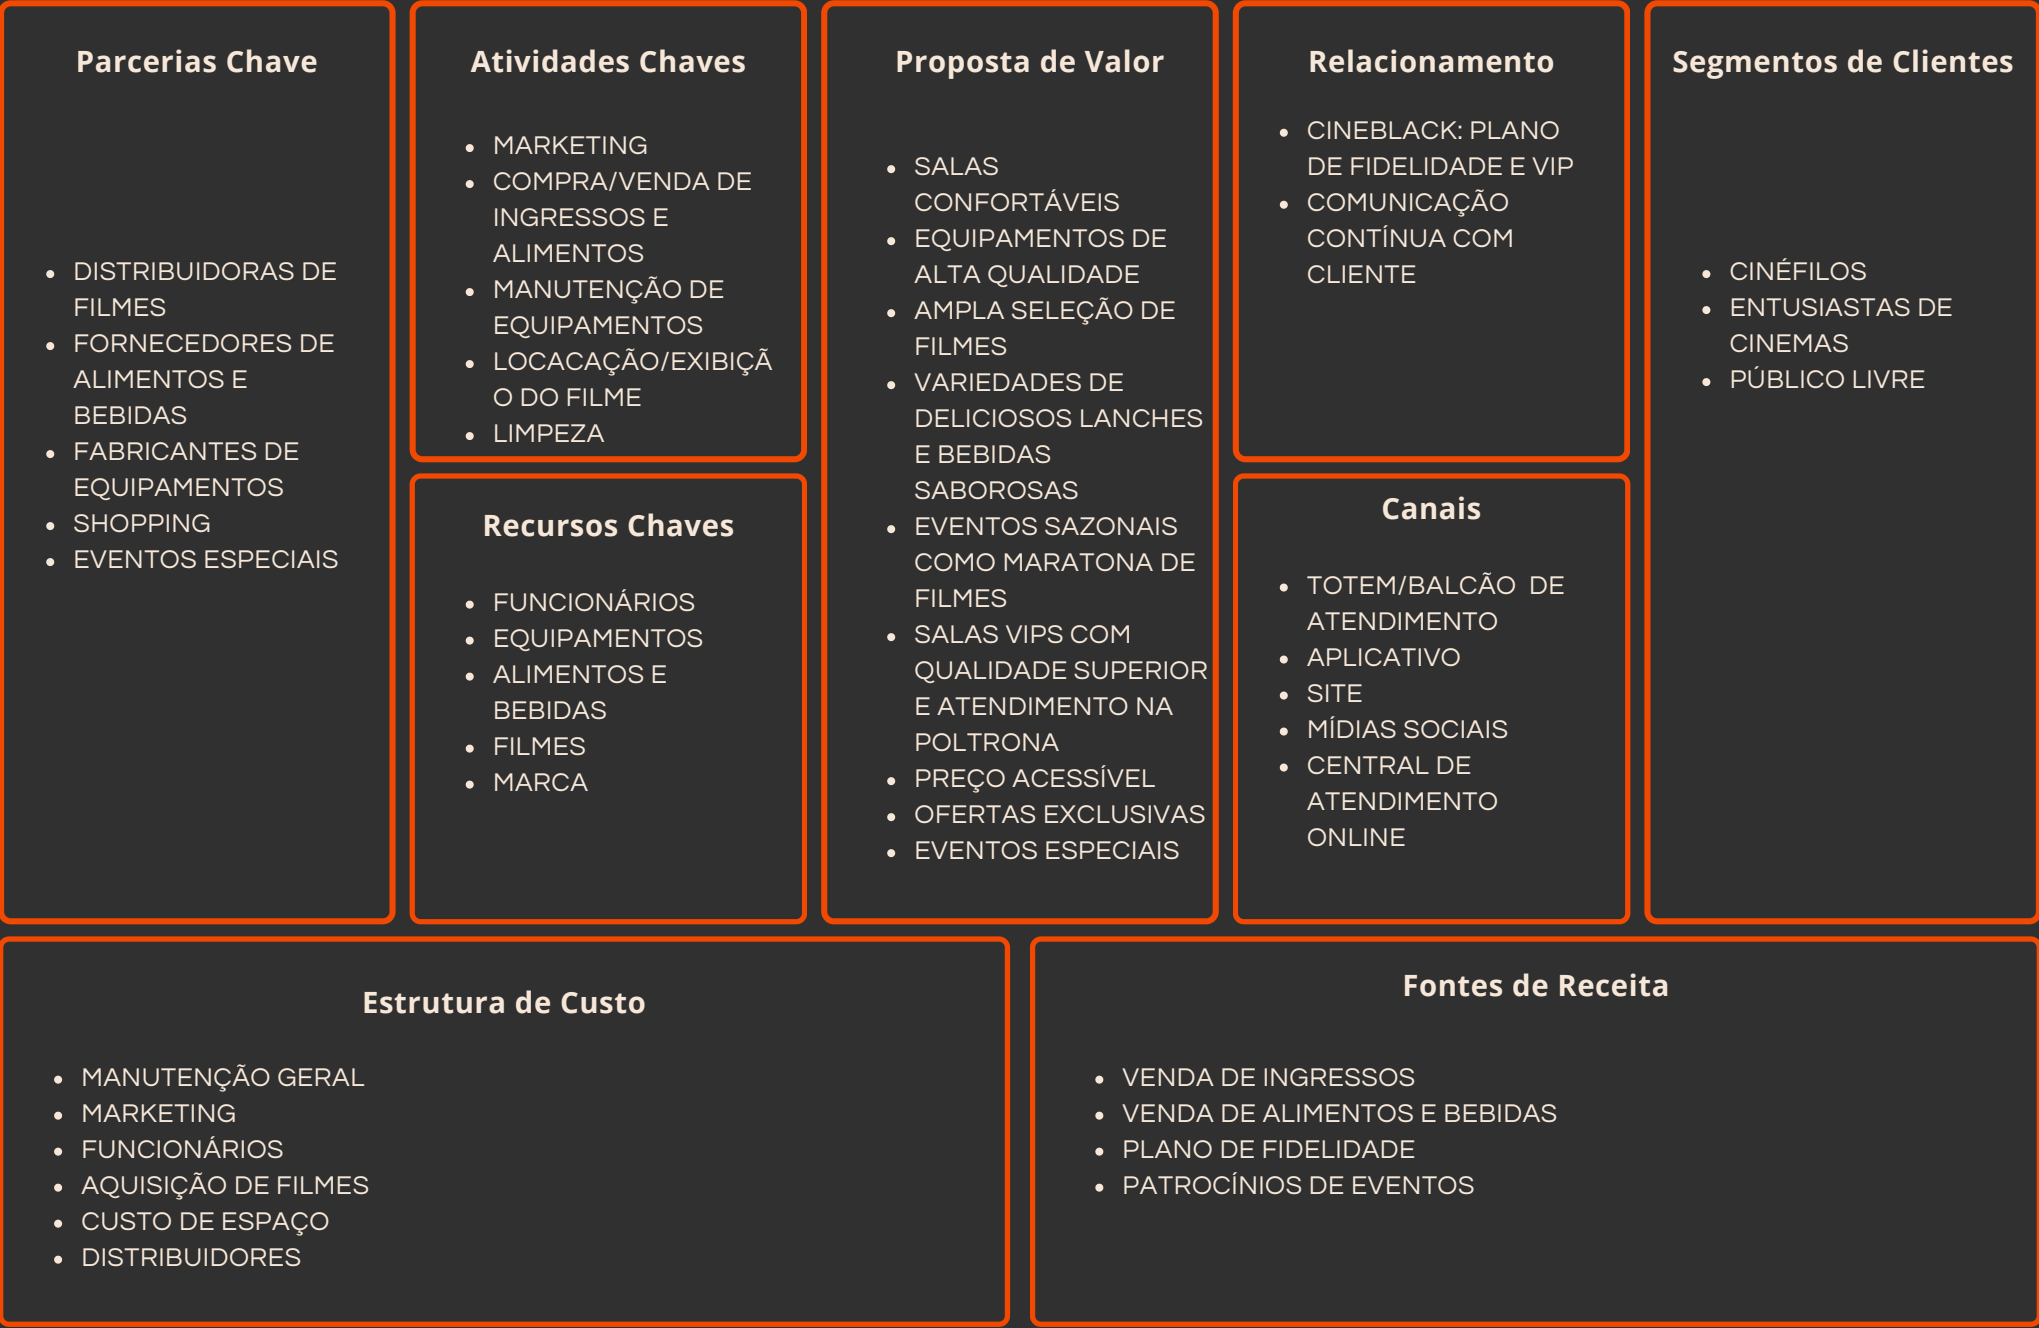 Parcerias Chave
DISTRIBUIDORAS DE
FILMES
FORNECEDORES DE
ALIMENTOS E
BEBIDAS
FABRICANTES DE
EQUIPAMENTOS
SHOPPING
EVENTOS ESPECIAIS
Atividades Chaves
MARKETING
COMPRA/VENDA DE
INGRESSOS E
ALIMENTOS
MANUTENÇÃO DE
EQUIPAMENTOS
LOCACAÇÃO/EXIBIÇÃ
O DO FILME
LIMPEZA
Recursos Chaves
FUNCIONÁRIOS
EQUIPAMENTOS
ALIMENTOS E
BEBIDAS
FILMES
MARCA
Proposta de Valor
SALAS
CONFORTÁVEIS
EQUIPAMENTOS DE
ALTA QUALIDADE
AMPLA SELEÇÃO DE
FILMES
VARIEDADES DE
DELICIOSOS LANCHES
E BEBIDAS
SABOROSAS
EVENTOS SAZONAIS
COMO MARATONA DE
FILMES
SALAS VIPS COM
QUALIDADE SUPERIOR
E ATENDIMENTO NA
POLTRONA
PREÇO ACESSÍVEL
OFERTAS EXCLUSIVAS
EVENTOS ESPECIAIS
Relacionamento
CINEBLACK: PLANO
DE FIDELIDADE E VIP
COMUNICAÇÃO
CONTÍNUA COM
CLIENTE
Canais
TOTEM/BALCÃO  DE
ATENDIMENTO
APLICATIVO
SITE
MÍDIAS SOCIAIS
CENTRAL DE
ATENDIMENTO
ONLINE
Segmentos de Clientes
CINÉFILOS
ENTUSIASTAS DE
CINEMAS
PÚBLICO LIVRE
Estrutura de Custo
MANUTENÇÃO GERAL
MARKETING
FUNCIONÁRIOS
AQUISIÇÃO DE FILMES
CUSTO DE ESPAÇO
DISTRIBUIDORES
Fontes de Receita
VENDA DE INGRESSOS
VENDA DE ALIMENTOS E BEBIDAS
PLANO DE FIDELIDADE
PATROCÍNIOS DE EVENTOS